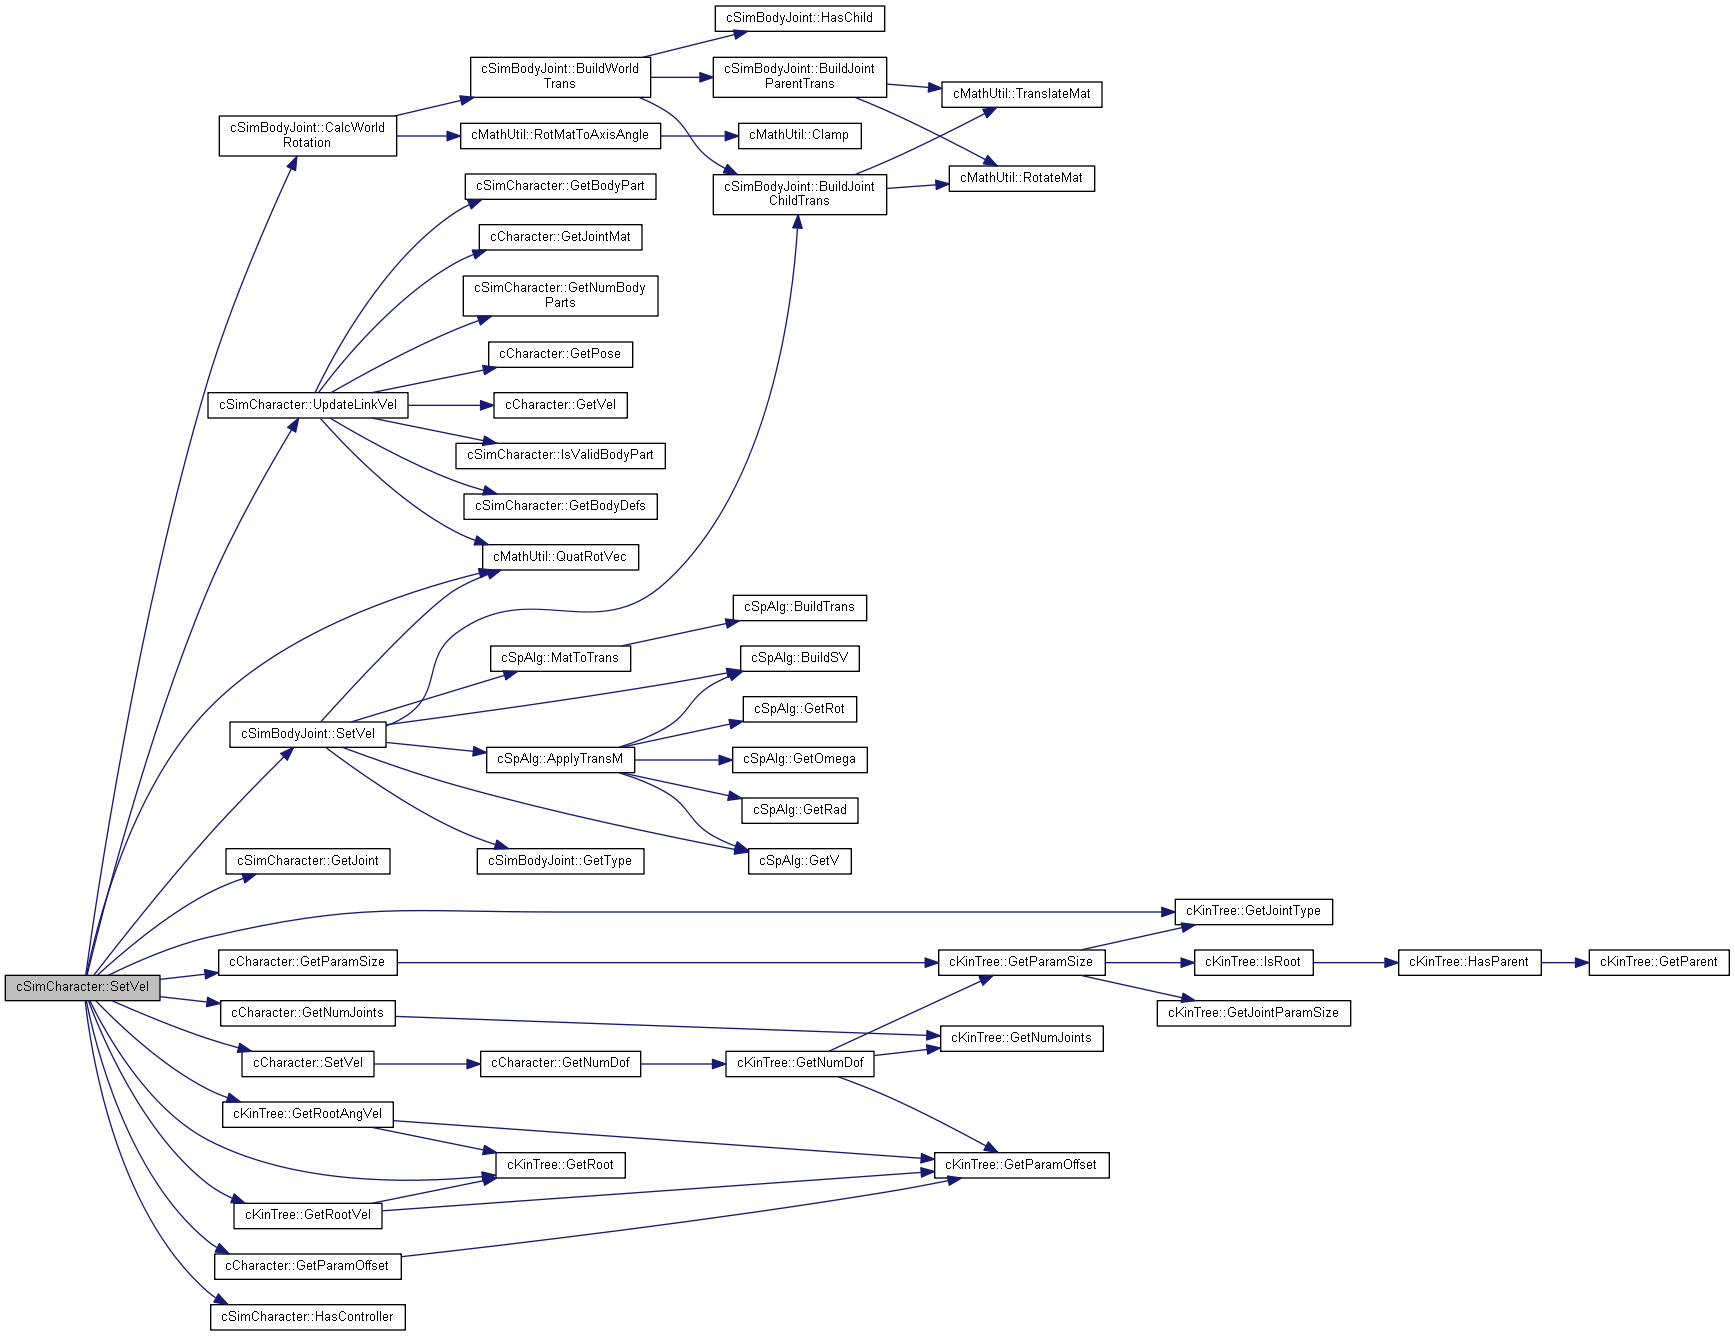 cSimBodyJoint::HasChild
cSimBodyJoint::BuildWorld
Trans
cSimBodyJoint::BuildJoint
ParentTrans
cMathUtil::TranslateMat
cSimBodyJoint::CalcWorld
Rotation
cMathUtil::RotMatToAxisAngle
cMathUtil::Clamp
cSimCharacter::GetBodyPart
cSimBodyJoint::BuildJoint
ChildTrans
cMathUtil::RotateMat
cCharacter::GetJointMat
cSimCharacter::GetNumBody
Parts
cCharacter::GetPose
cSimCharacter::UpdateLinkVel
cCharacter::GetVel
cSimCharacter::IsValidBodyPart
cSimCharacter::GetBodyDefs
cMathUtil::QuatRotVec
cSpAlg::BuildTrans
cSpAlg::MatToTrans
cSpAlg::BuildSV
cSpAlg::GetRot
cSimBodyJoint::SetVel
cSpAlg::ApplyTransM
cSpAlg::GetOmega
cSpAlg::GetRad
cSimCharacter::GetJoint
cSimBodyJoint::GetType
cSpAlg::GetV
cKinTree::GetJointType
cCharacter::GetParamSize
cKinTree::GetParamSize
cKinTree::IsRoot
cKinTree::HasParent
cKinTree::GetParent
cSimCharacter::SetVel
cCharacter::GetNumJoints
cKinTree::GetJointParamSize
cKinTree::GetNumJoints
cCharacter::SetVel
cCharacter::GetNumDof
cKinTree::GetNumDof
cKinTree::GetRootAngVel
cKinTree::GetRoot
cKinTree::GetParamOffset
cKinTree::GetRootVel
cCharacter::GetParamOffset
cSimCharacter::HasController